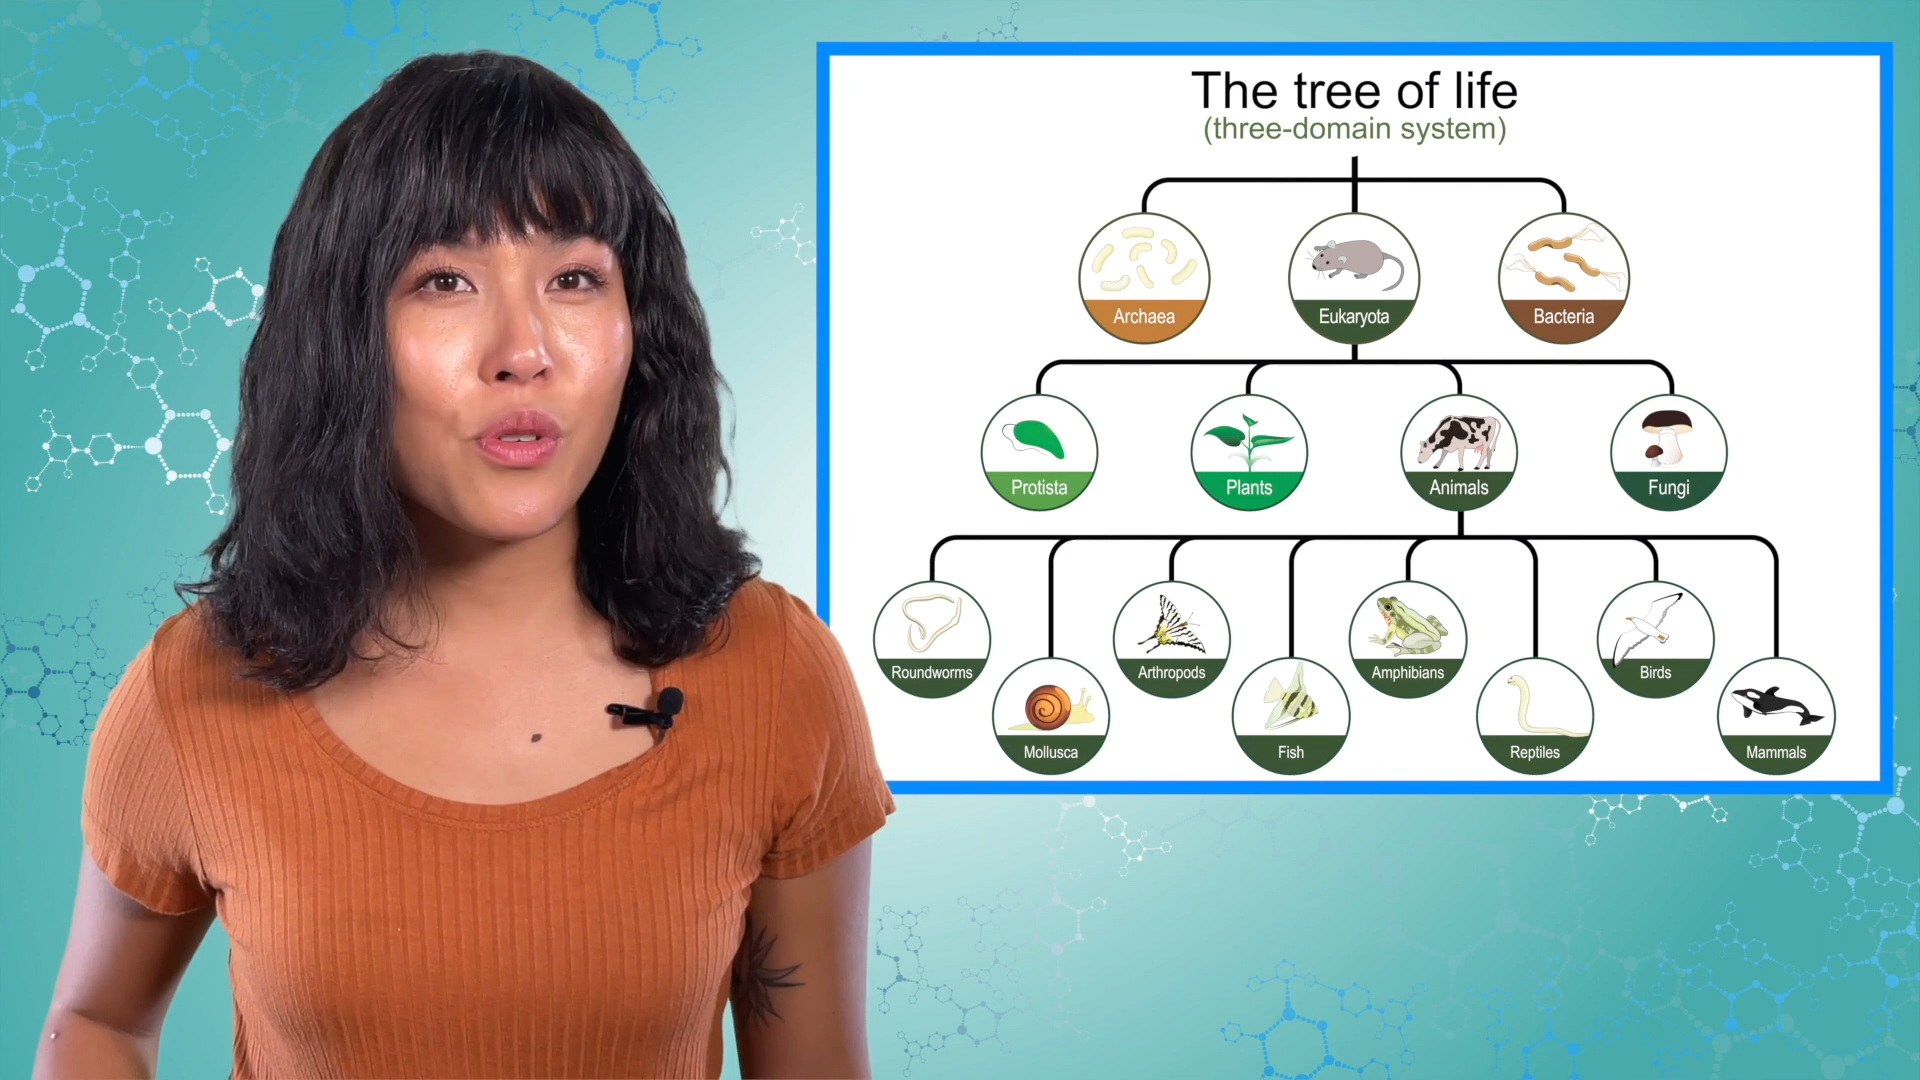 The tree of life
(three-domain system)
Archaea
Eukaryota
Bacteria
Protista
Plants
Animals
Fungi
Roundworms
Arthropods
Amphibians
Birds
Mollusca
Fish
Reptiles
Mammals